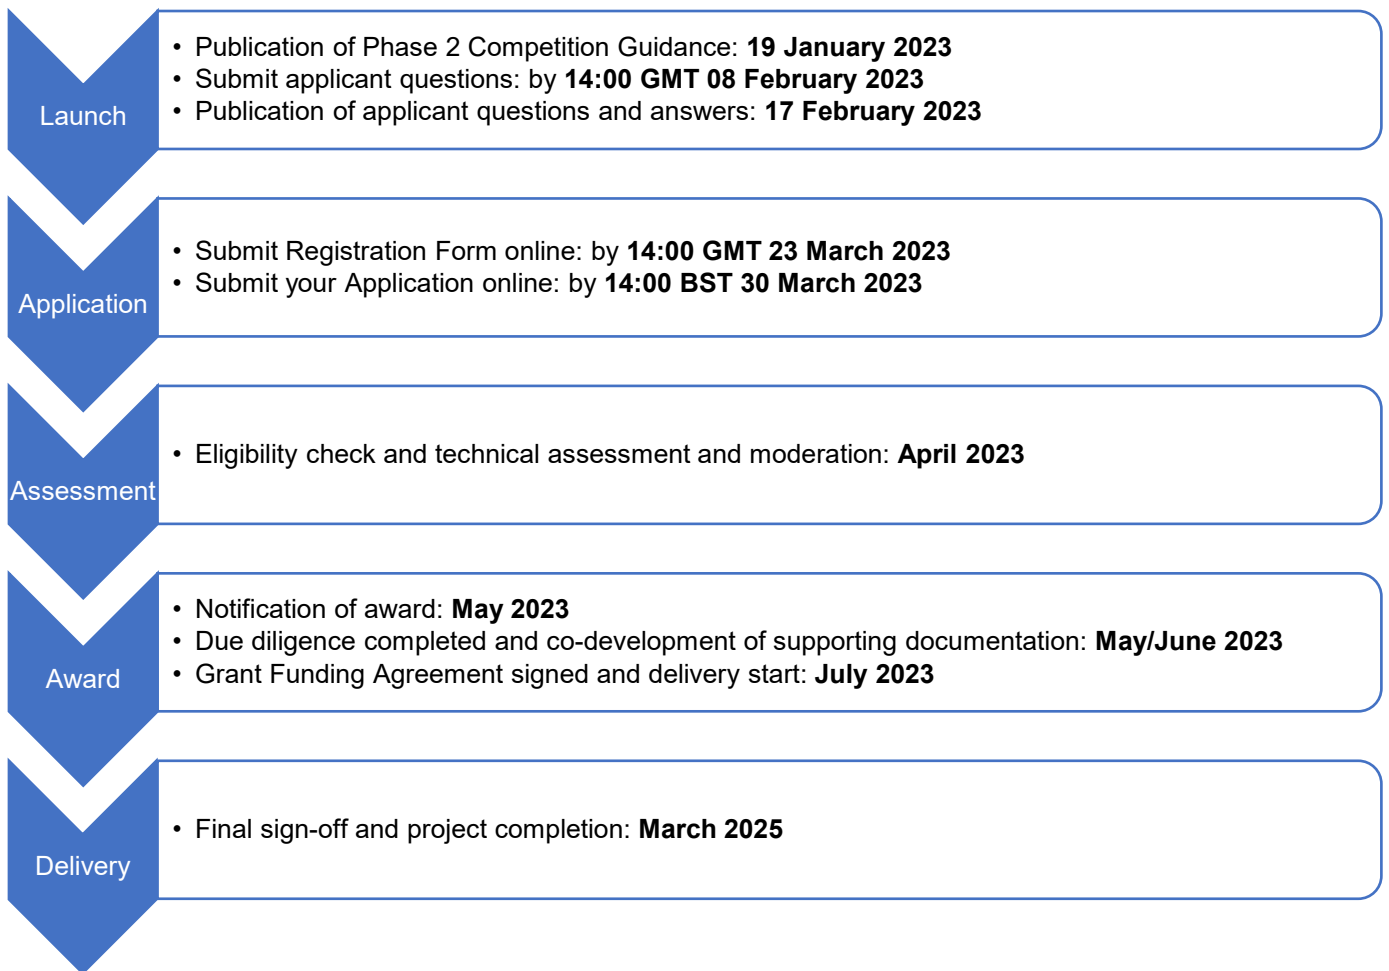 Launch
• Publication of Phase 2 Competition Guidance: 19 January 2023
• Submit applicant questions: by 14:00 GMT 08 February 2023
• Publication of applicant questions and answers: 17 February 2023
Application
• Submit Registration Form online: by 14:00 GMT 23 March 2023
• Submit your Application online: by 14:00 BST 30 March 2023
Assessment
• Eligibility check and technical assessment and moderation: April 2023
Award
• Notification of award: May 2023
• Due diligence completed and co-development of supporting documentation: May/June 2023
• Grant Funding Agreement signed and delivery start: July 2023
Delivery
• Final sign-off and project completion: March 2025